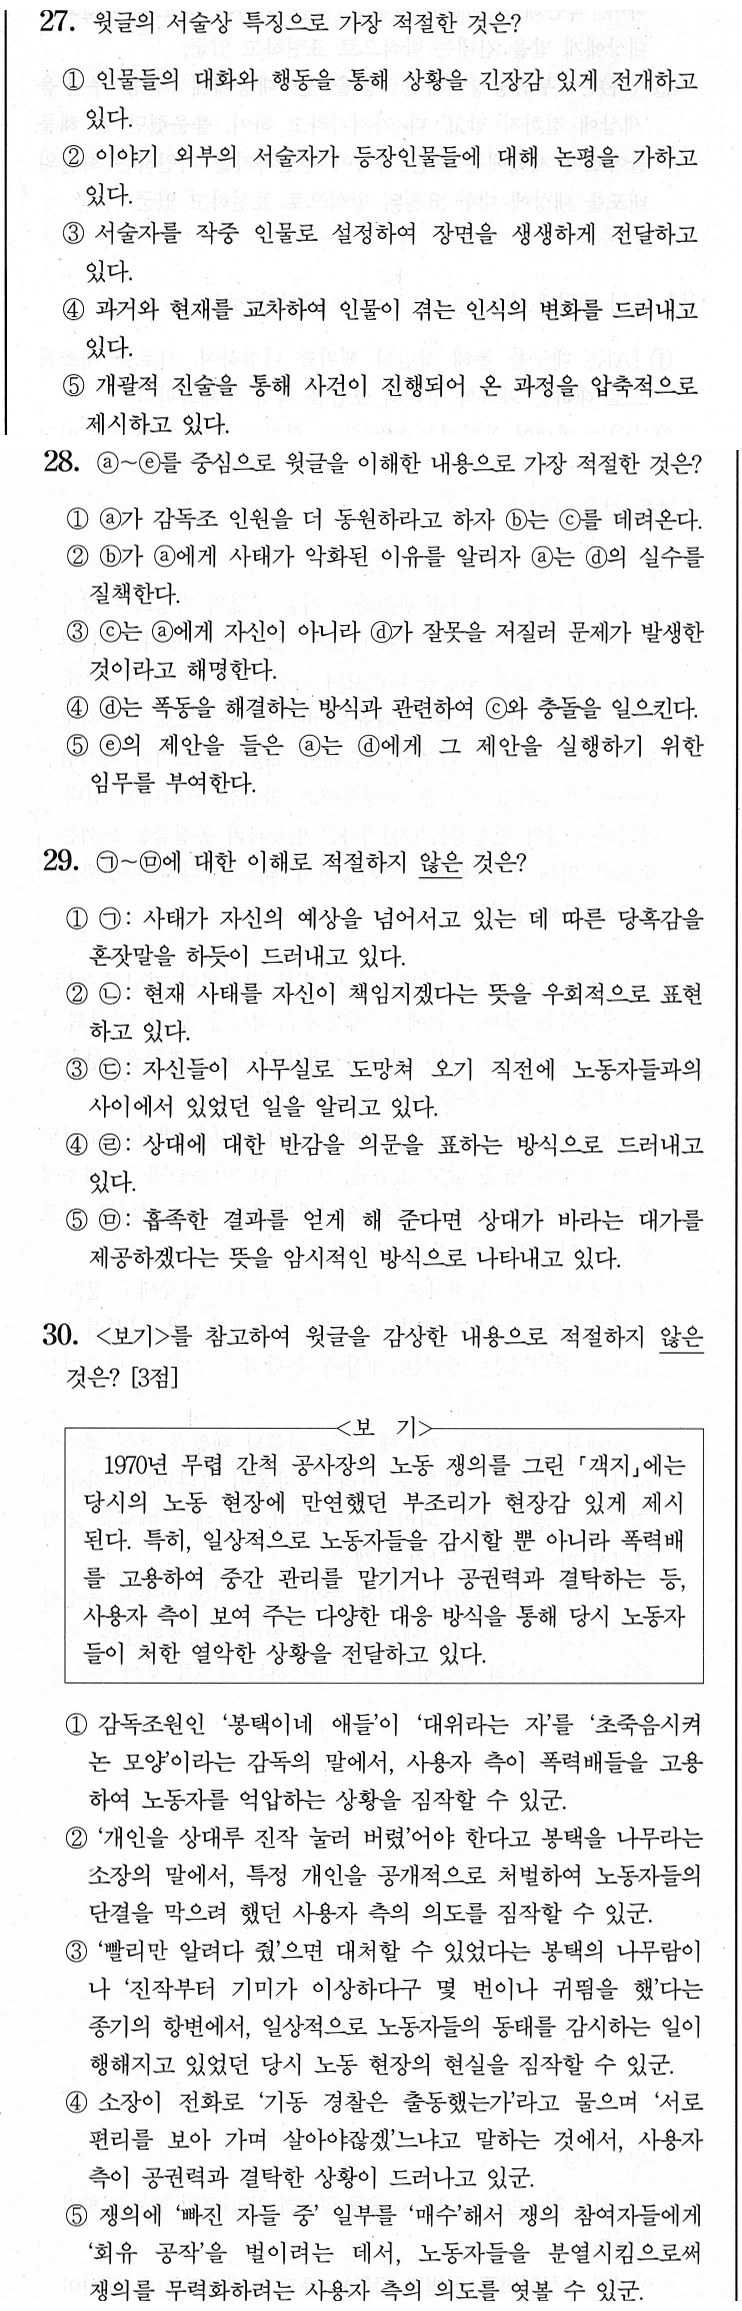 27. 윗글의 서술상 특징으로 가장 적절한 것은?
① 인물들의 대화와 행동을 통해 상황을 긴장감 있게 전개하고
있다.
② 이야기 외부의 서술자가 등장인물들에 대해 논평을 가하고
있다.
③ 서술자를 작중 인물로 설정하여 장면을 생생하게 전달하고
있다.
④ 과거와 현재를 교차하여 인물이 겪는 인식의 변화를 드러내고
있다.
⑤ 개괄적 진술을 통해 사건이 진행되어 온 과정을 압축적으로
제시하고 있다.
28. ⓐ~ⓔ를 중심으로 윗글을 이해한 내용으로 가장 적절한 것은?
① ⓐ가 감독조 인원을 더 동원하라고 하자 ⓑ는 ⓒ를 데려온다.
② ⓑ가 ⓐ에게 사태가 악화된 이유를 알리자 ⓐ는 ⓓ의 실수를
질책한다.
③ ⓒ는 ⓐ에게 자신이 아니라 ⓓ가 잘못을 저질러 문제가 발생한
것이라고 해명한다.
④ ⓓ는 폭동을 해결하는 방식과 관련하여 ⓒ와 충돌을 일으킨다.
⑤ ⓔ의 제안을 들은 ⓐ는 ⓓ에게 그 제안을 실행하기 위한
임무를 부여한다.
29. ㉠~㉤에 대한 이해로 적절하지 않은 것은?
① ㉠: 사태가 자신의 예상을 넘어서고 있는 데 따른 당혹감을
혼잣말을 하듯이 드러내고 있다.
② ㉡: 현재 사태를 자신이 책임지겠다는 뜻을 우회적으로 표현
하고 있다.
③ ㉢: 자신들이 사무실로 도망쳐 오기 직전에 노동자들과의
사이에서 있었던 일을 알리고 있다.
④ ㉣: 상대에 대한 반감을 의문을 표하는 방식으로 드러내고
있다.
⑤ ㉤: 흡족한 결과를 얻게 해 준다면 상대가 바라는 대가를
제공하겠다는 뜻을 암시적인 방식으로 나타내고 있다.
30. <보기>를 참고하여 윗글을 감상한 내용으로 적절하지 않은
것은? [3점]
<보 기>
1970년 무렵 간척 공사장의 노동 쟁의를 그린 「객지」에는
당시의 노동 현장에 만연했던 부조리가 현장감 있게 제시
된다. 특히, 일상적으로 노동자들을 감시할 뿐 아니라 폭력배
를 고용하여 중간 관리를 맡기거나 공권력과 결탁하는 등,
사용자 측이 보여 주는 다양한 대응 방식을 통해 당시 노동자
들이 처한 열악한 상황을 전달하고 있다.
① 감독조원인 ‘봉택이네 애들’이 ‘대위라는 자’를 ‘초죽음시켜
논 모양’이라는 감독의 말에서, 사용자 측이 폭력배들을 고용
하여 노동자를 억압하는 상황을 짐작할 수 있군.
② ‘개인을 상대루 진작 눌러 버렸’어야 한다고 봉택을 나무라는
소장의 말에서, 특정 개인을 공개적으로 처벌하여 노동자들의
단결을 막으려 했던 사용자 측의 의도를 짐작할 수 있군.
③ ‘빨리만 알려다 줬’으면 대처할 수 있었다는 봉택의 나무람이
나 ‘진작부터 기미가 이상하다구 몇 번이나 귀띔을 했’다는
종기의 항변에서, 일상적으로 노동자들의 동태를 감시하는 일이
행해지고 있었던 당시 노동 현장의 현실을 짐작할 수 있군.
④ 소장이 전화로 ‘기동 경찰은 출동했는가’라고 물으며 ‘서로
편리를 보아 가며 살아야잖겠’느냐고 말하는 것에서, 사용자
측이 공권력과 결탁한 상황이 드러나고 있군.
⑤ 쟁의에 ‘빠진 자들 중’ 일부를 ‘매수’해서 쟁의 참여자들에게
‘회유 공작’을 벌이려는 데서, 노동자들을 분열시킴으로써
쟁의를 무력화하려는 사용자 측의 의도를 엿볼 수 있군.